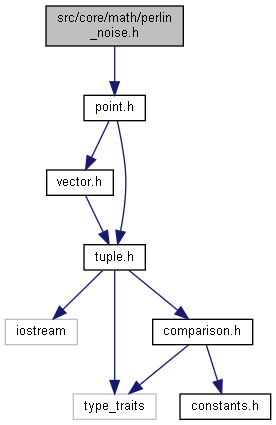 src/core/math/perlin
_noise.h
point.h
vector.h
tuple.h
iostream
comparison.h
type_traits
constants.h